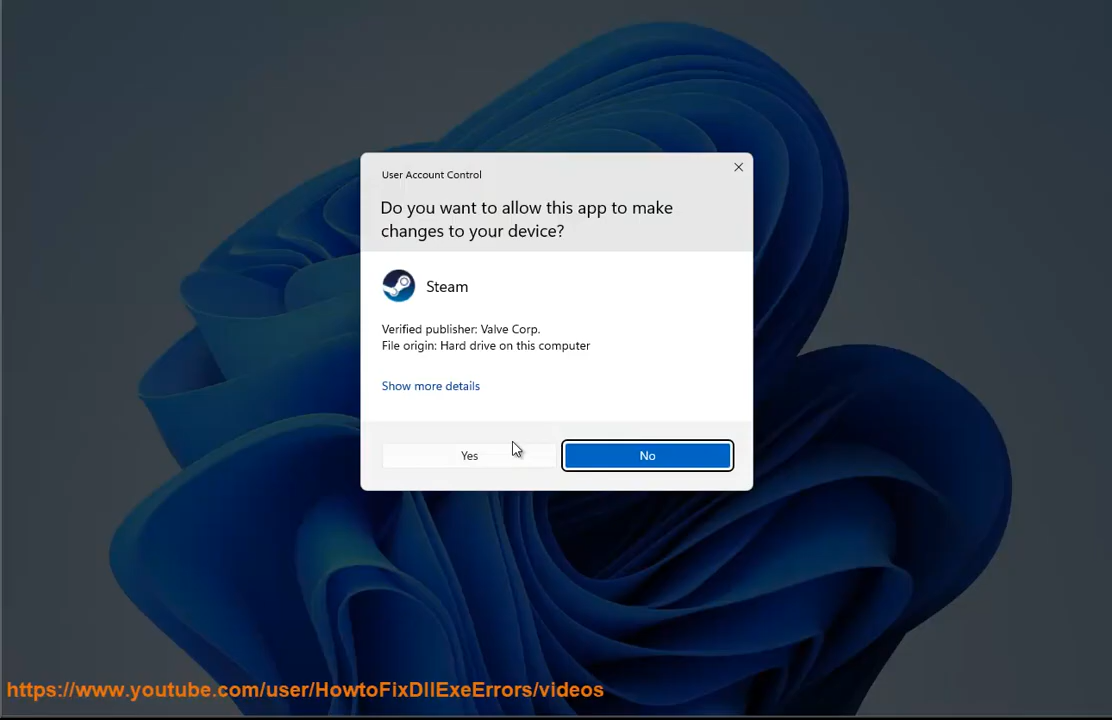 User Account Control
Do you want to allow this app to make
changes to your device?
Steam
Verified publisher: Valve Corp.
File origin: Hard drive on this computer
Show more details
Yes
No
https://www.youtube.com/user/HowtoFixDllExeErrors/videos